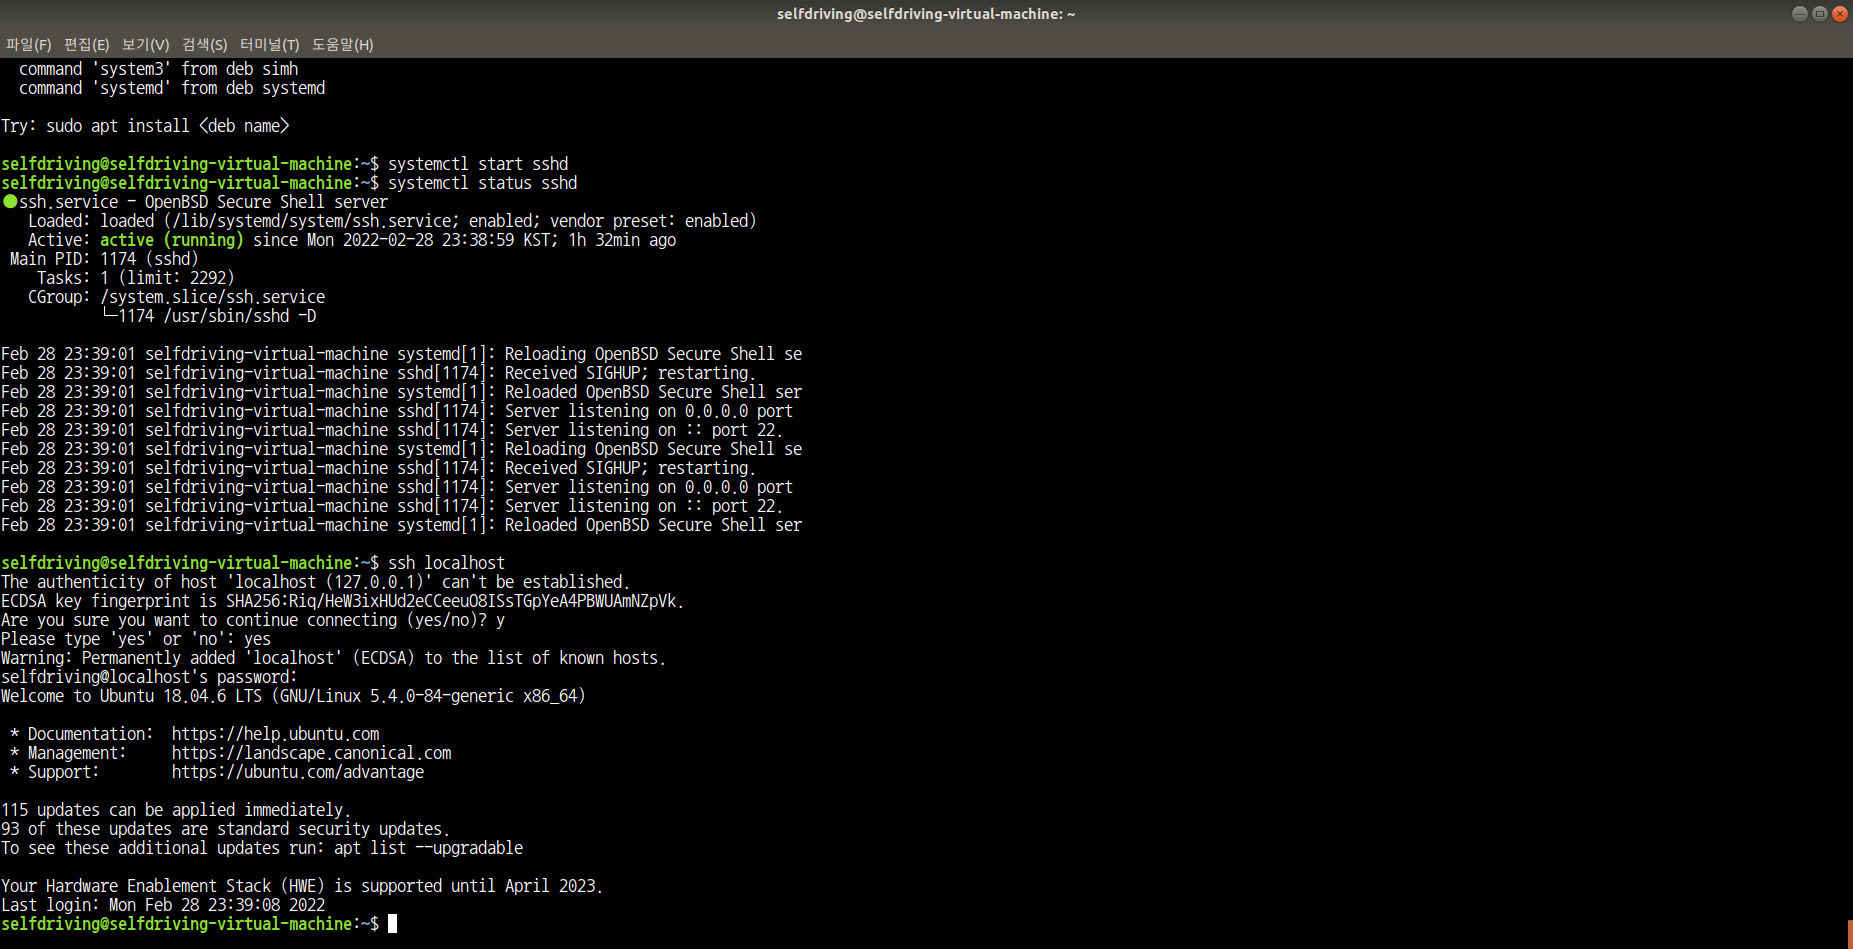 selfdriving@selfdriving-virtual-machine: ~
파일(F) 편집(E) 보기(V) 검색(S) 터미널(T) 도움말(H)
command 'system3' from deb simh
command 'systemd' from deb systemd
Try: sudo apt install <deb name>
selfdriving@selfdriving-virtual-machine:~$ systemctl start sshd
selfdriving@selfdriving-virtual-machine:~$ systemctl status sshd
●ssh.service - OpenBSD Secure Shell server
Loaded: loaded (/lib/systemd/system/ssh.service; enabled; vendor preset: enabled)
Active: active (running) since Mon 2022-02-28 23:38:59 KST; 1h 32min ago
Main PID: 1174 (sshd)
Tasks: 1 (limit: 2292)
CGroup: /system.slice/ssh.service
└─1174 /usr/sbin/sshd -D
Feb 28 23:39:01 selfdriving-virtual-machine systemd[1]: Reloading OpenBSD Secure Shell se
Feb 28 23:39:01 selfdriving-virtual-machine sshd[1174]: Received SIGHUP; restarting.
Feb 28 23:39:01 selfdriving-virtual-machine systemd[1]: Reloaded OpenBSD Secure Shell ser
Feb 28 23:39:01 selfdriving-virtual-machine sshd[1174]: Server listening on 0.0.0.0 port
Feb 28 23:39:01 selfdriving-virtual-machine sshd[1174]: Server listening on :: port 22.
Feb 28 23:39:01 selfdriving-virtual-machine systemd[1]: Reloading OpenBSD Secure Shell se
Feb 28 23:39:01 selfdriving-virtual-machine sshd[1174]: Received SIGHUP; restarting.
Feb 28 23:39:01 selfdriving-virtual-machine sshd[1174]: Server listening on 0.0.0.0 port
Feb 28 23:39:01 selfdriving-virtual-machine sshd[1174]: Server listening on :: port 22.
Feb 28 23:39:01 selfdriving-virtual-machine systemd[1]: Reloaded OpenBSD Secure Shell ser
selfdriving@selfdriving-virtual-machine:~$ ssh localhost
The authenticity of host 'localhost (127.0.0.1)' can't be established.
ECDSA key fingerprint is SHA256:Riq/HeW3ixHUd2eCCeeuO8ISsTGpYeA4PBWUAmNZpVk.
Are you sure you want to continue connecting (yes/no)? y
Please type 'yes' or 'no': yes
Warning: Permanently added 'localhost' (ECDSA) to the list of known hosts.
selfdriving@localhost's password:
Welcome to Ubuntu 18.04.6 LTS (GNU/Linux 5.4.0-84-generic x86_64)
* Documentation:  https://help.ubuntu.com
* Management:     https://landscape.canonical.com
* Support:        https://ubuntu.com/advantage
115 updates can be applied immediately.
93 of these updates are standard security updates.
To see these additional updates run: apt list --upgradable
Your Hardware Enablement Stack (HWE) is supported until April 2023.
Last login: Mon Feb 28 23:39:08 2022
selfdriving@selfdriving-virtual-machine:~$